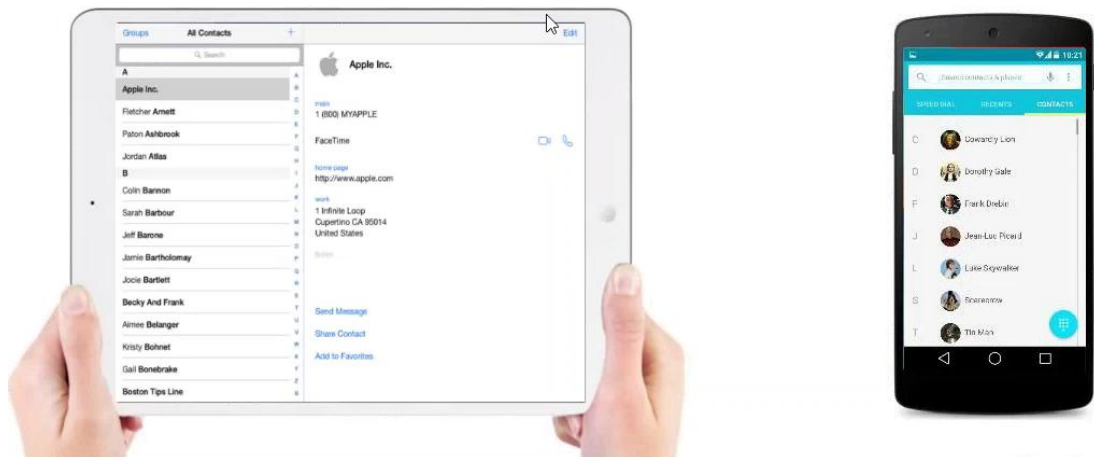 Groups
All Contacts
+
Edit
Search
A
Apple Inc.
Fletcher Amett
Paton Ashbrook
Jordan Atlas
B
Colin Bannon
Sarah Barbour
Jeff Barone
Jamie Bartholomay
Jocie Bartlett
Becky And Frank
Aimee Belanger
Kristy Bohnet
Gail Bonebrake
Boston Tips Line
Apple Inc.
main
1 (800) MYAPPLE
FaceTime
home page
http://www.apple.com
work
1 Infinite Loop
Cupertino CA 95014
United States
Notes
Send Message
Share Contact
Add to Favorites
10:21
SPEED DIAL
RECENTS
CONTACTS
C
Cowardly Lion
D
Dorothy Gale
F
Frank Drebin
J
Jean-Luc Picard
L
Luke Skywalker
S
Scarecrow
T
Tin Man